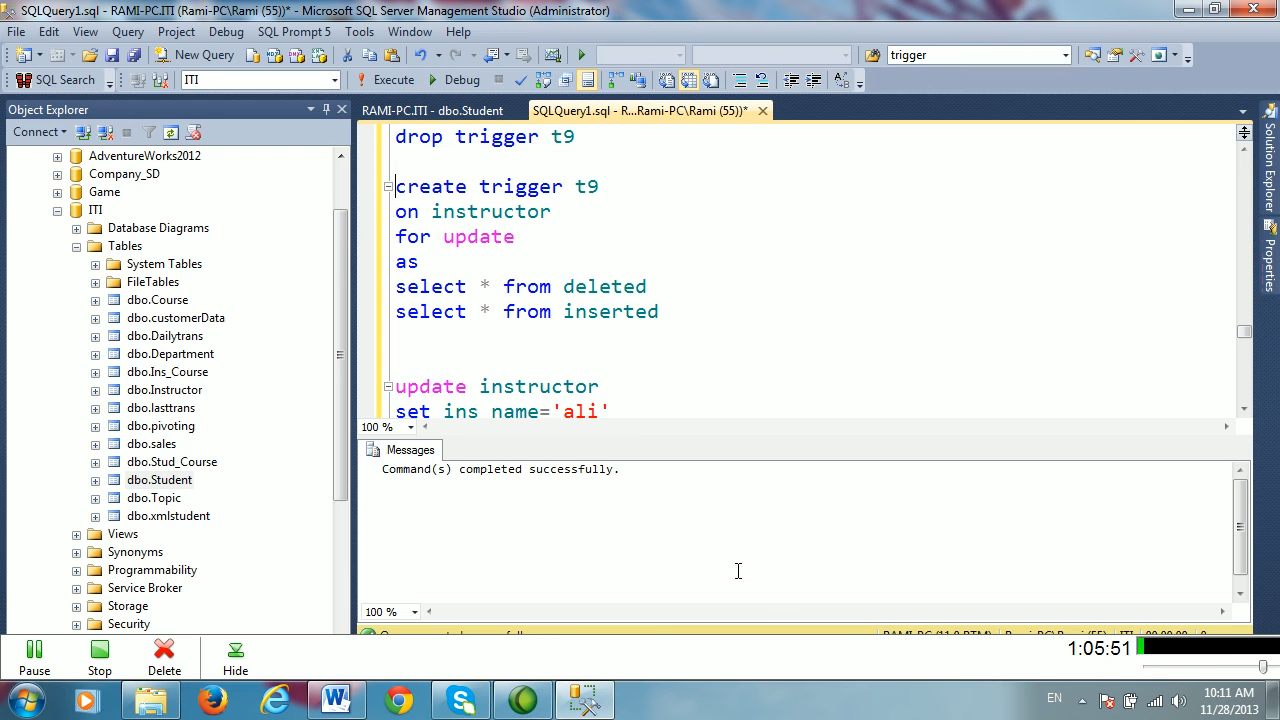 SQLQuery1.sql - RAMI-PC.ITI (Rami-PC\Rami (55))* - Microsoft SQL Server Management Studio (Administrator)
File Edit View Query Project Debug SQL Prompt 5 Tools Window Help
New Query trigger
SQL Search ITI Execute Debug
Object Explorer
RAMI-PC.ITI - dbo.Student SQLQuery1.sql - R...Rami-PC\Rami (55))*
Connect
AdventureWorks2012
Company_SD
Game
ITI
Database Diagrams
Tables
System Tables
FileTables
dbo.Course
dbo.customerData
dbo.Dailytrans
dbo.Department
dbo.Ins_Course
dbo.Instructor
dbo.lasttrans
dbo.pivoting
dbo.sales
dbo.Stud_Course
dbo.Student
dbo.Topic
dbo.xmlstudent
Views
Synonyms
Programmability
Service Broker
Storage
Security
drop trigger t9
create trigger t9
on instructor
for update
as
select * from deleted
select * from inserted
update instructor
set ins_name='ali'
100 %
Messages
Command(s) completed successfully.
100 %
Solution Explorer
Properties
Pause Stop Delete Hide
1:05:51
EN
10:11 AM
11/28/2013